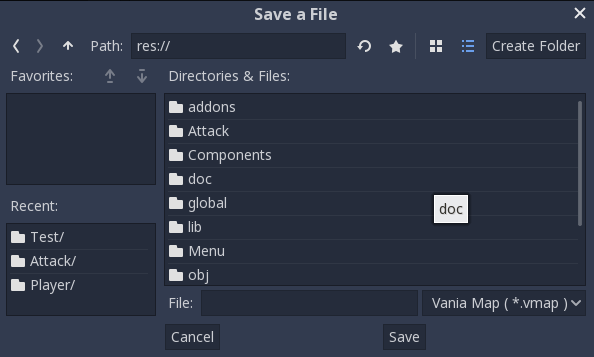 Save a File
Path: res:// Create Folder
Favorites:
Directories & Files:
addons
Attack
Components
doc
global
lib
Menu
obj
doc
Recent:
Test/
Attack/
Player/
File: Vania Map ( *.vmap )
Cancel Save